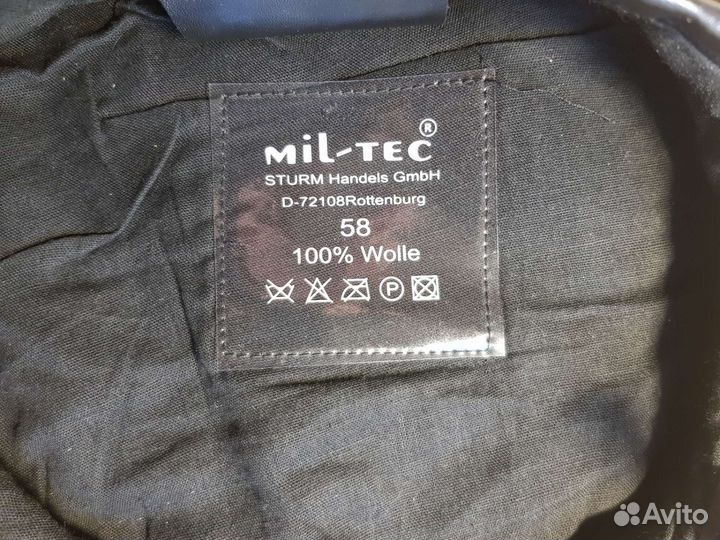 MiL-TEC ®
STURM Handels GmbH
D-72108Rottenburg
58
100% Wolle
P
Avito